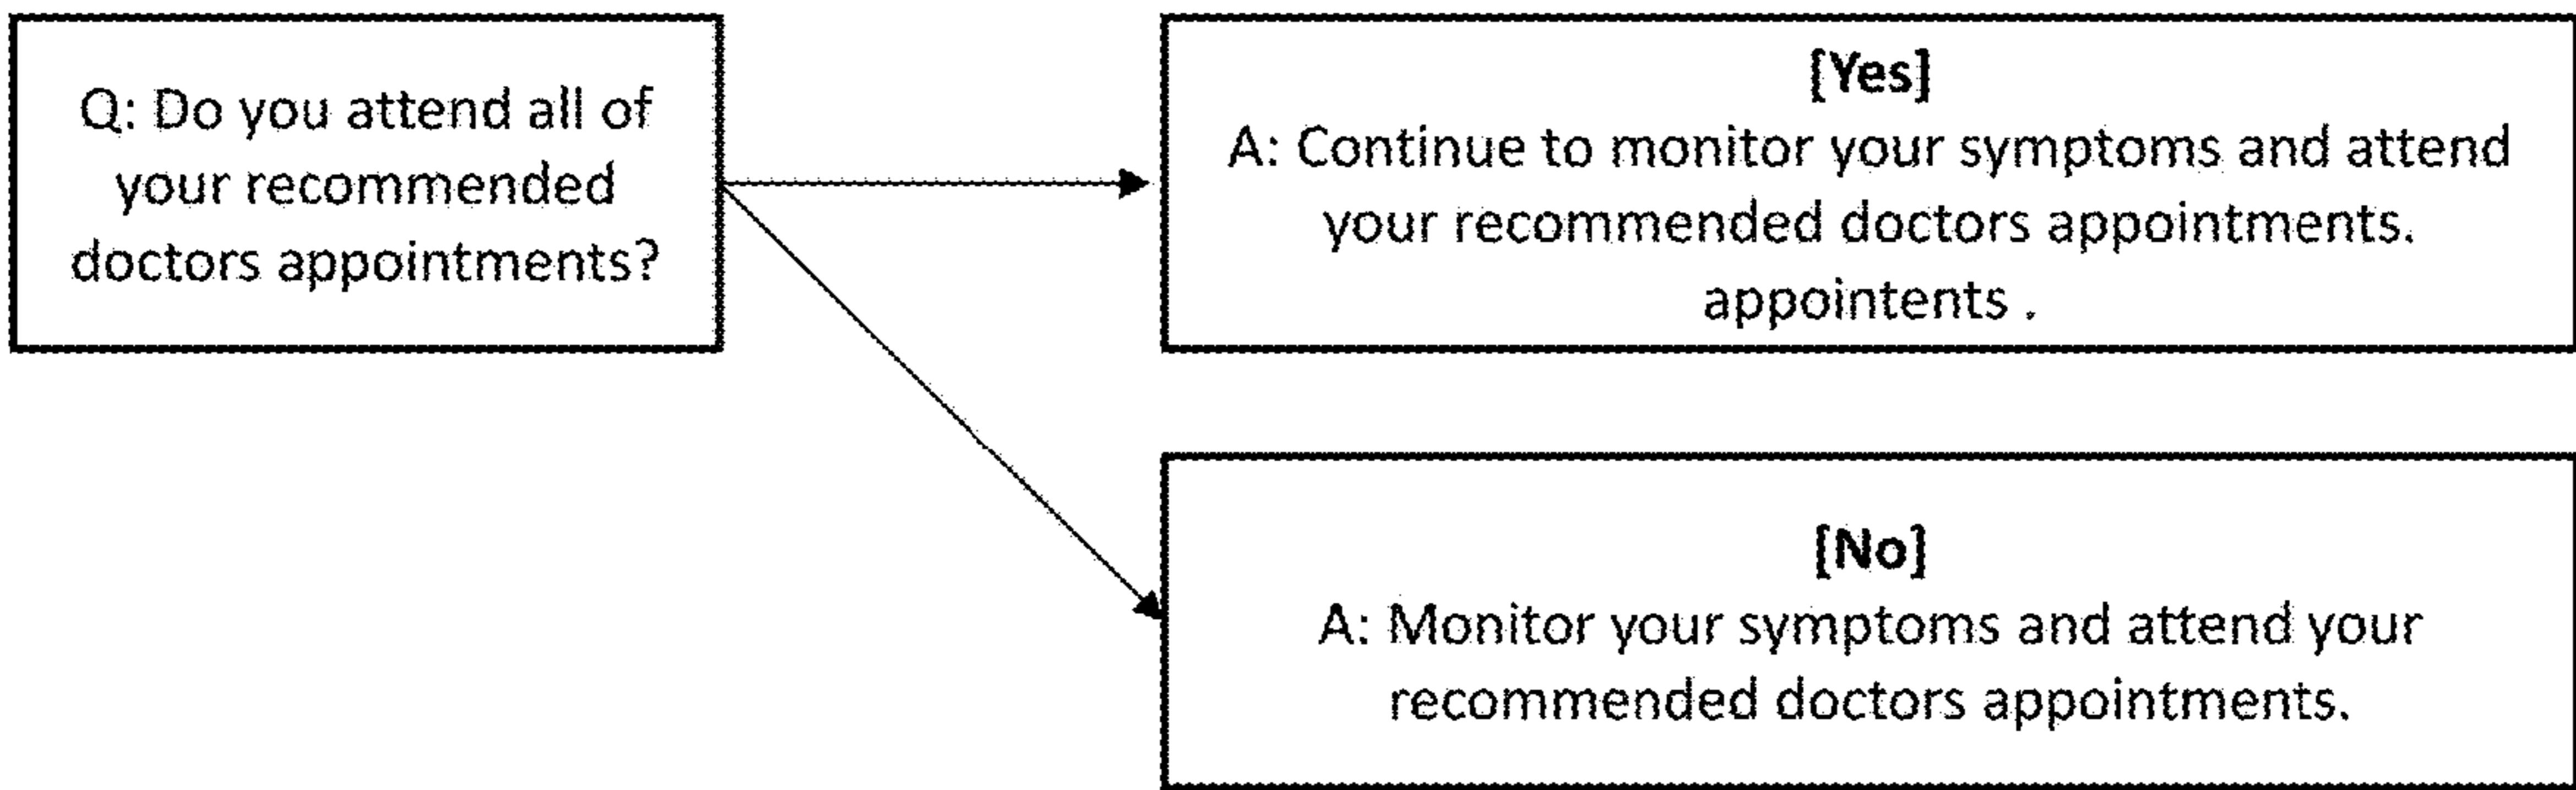 Q: Do you attend all of
your recommended
doctors appointments?
[Yes]
A: Continue to monitor your symptoms and attend
your recommended doctors appointments.
appointents .
[No]
A: Monitor your symptoms and attend your
recommended doctors appointments.